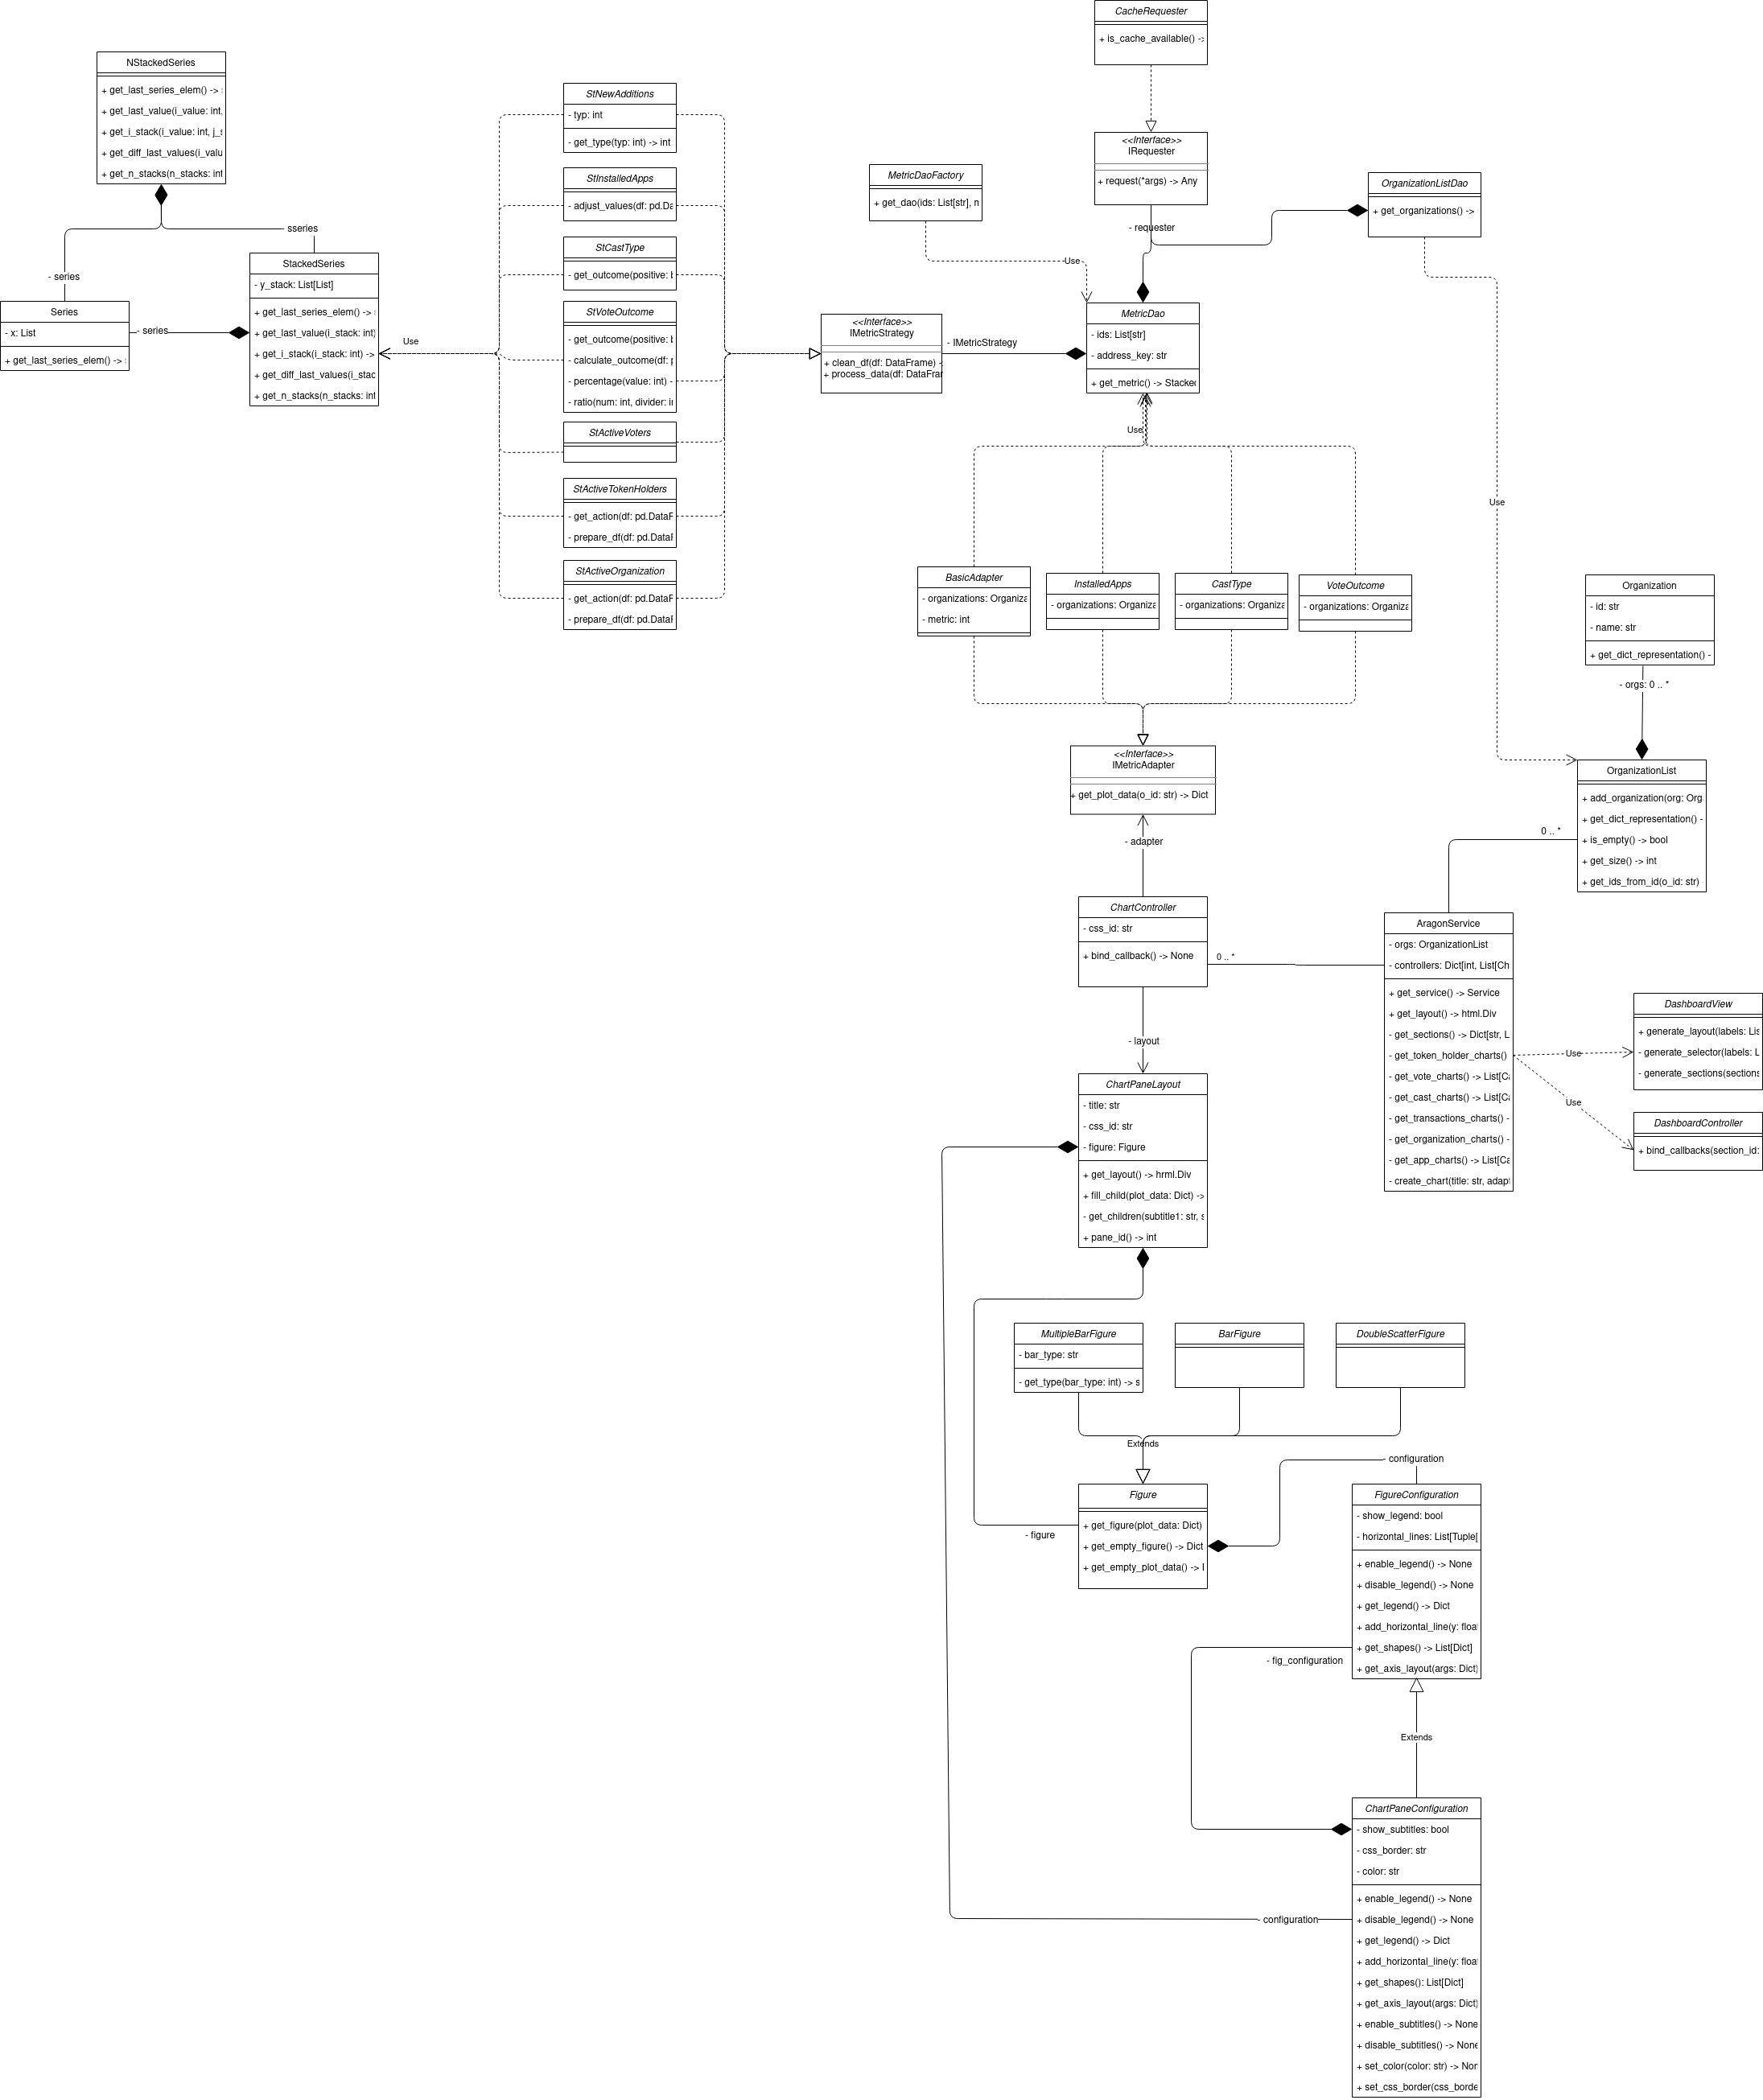 CacheRequester
+ is_cache_available() -
NStackedSeries
+ get_last_series_elem() ->
+ get_last_value(i_value: int,
+ get_i_stack(i_value: int, j_
+ get_diff_last_values(i_valu
+ get_n_stacks(n_stacks: int
- series
sseries
Series
- x: List
+ get_last_series_elem() ->
- series
StackedSeries
- y_stack: List[List]
+ get_last_series_elem() ->
+ get_last_value(i_stack: int)
+ get_i_stack(i_stack: int) ->
+ get_diff_last_values(i_stac
+ get_n_stacks(n_stacks: int
Use
StNewAdditions
- typ: int
- get_type(typ: int) -> int
StInstalledApps
- adjust_values(df: pd.Da
StCastType
- get_outcome(positive:
StVoteOutcome
- get_outcome(positive:
- calculate_outcome(df:
- percentage(value: int) -
- ratio(num: int, divider: i
StActiveVoters
StActiveTokenHolders
- get_action(df: pd.DataF
- prepare_df(df: pd.Data
StActiveOrganization
- get_action(df: pd.DataF
- prepare_df(df: pd.Data
<<Interface>>
IRequester
+ request(*args) -> Any
- requester
MetricDaoFactory
+ get_dao(ids: List[str], n
Use
OrganizationListDao
+ get_organizations() ->
Use
<<Interface>>
IMetricStrategy
+ clean_df(df: DataFrame) -
+ process_data(df: DataFrar
- IMetricStrategy
MetricDao
- ids: List[str]
- address_key: str
+ get_metric() -> Stacke
Use
BasicAdapter
- organizations: Organiza
- metric: int
InstalledApps
- organizations: Organiza
CastType
- organizations: Organiza
VoteOutcome
- organizations: Organiza
Organization
- id: str
- name: str
+ get_dict_representation() -
- orgs: 0 .. *
<<Interface>>
IMetricAdapter
+ get_plot_data(o_id: str) -> Dict
- adapter
OrganizationList
+ add_organization(org: Org
+ get_dict_representation() -
+ is_empty() -> bool
+ get_size() -> int
+ get_ids_from_id(o_id: str)
0 .. *
ChartController
- css_id: str
+ bind_callback() -> None
0 .. *
- layout
AragonService
- orgs: OrganizationList
- controllers: Dict[int, List[Ch
+ get_service() -> Service
+ get_layout() -> html.Div
- get_sections() -> Dict[str, L
- get_token_holder_charts()
- get_vote_charts() -> List[C
- get_cast_charts() -> List[C
- get_transactions_charts() -
- get_organization_charts() -
- get_app_charts() -> List[Ca
- create_chart(title: str, adap
Use
Use
DashboardView
+ generate_layout(labels: Lis
- generate_selector(labels: L
- generate_sections(sections
DashboardController
+ bind_callbacks(section_id:
ChartPaneLayout
- title: str
- css_id: str
- figure: Figure
+ get_layout() -> hrml.Div
+ fill_child(plot_data: Dict) ->
- get_children(subtitle1: str, s
+ pane_id() -> int
MultipleBarFigure
- bar_type: str
- get_type(bar_type: int) -> s
BarFigure
DoubleScatterFigure
Extends
Figure
+ get_figure(plot_data: Dict)
+ get_empty_figure() -> Dict
+ get_empty_plot_data() ->
- figure
- configuration
FigureConfiguration
- show_legend: bool
- horizontal_lines: List[Tuple[
+ enable_legend() -> None
+ disable_legend() -> None
+ get_legend() -> Dict
+ add_horizontal_line(y: floa
+ get_shapes() -> List[Dict]
+ get_axis_layout(args: Dict)
- fig_configuration
Extends
ChartPaneConfiguration
- show_subtitles: bool
- css_border: str
- color: str
+ enable_legend() -> None
+ disable_legend() -> None
+ get_legend() -> Dict
+ add_horizontal_line(y: floa
+ get_shapes(): List[Dict]
+ get_axis_layout(args: Dict)
+ enable_subtitles() -> None
+ disable_subtitles() -> None
+ set_color(color: str) -> Nor
+ set_css_border(css_borde
- configuration